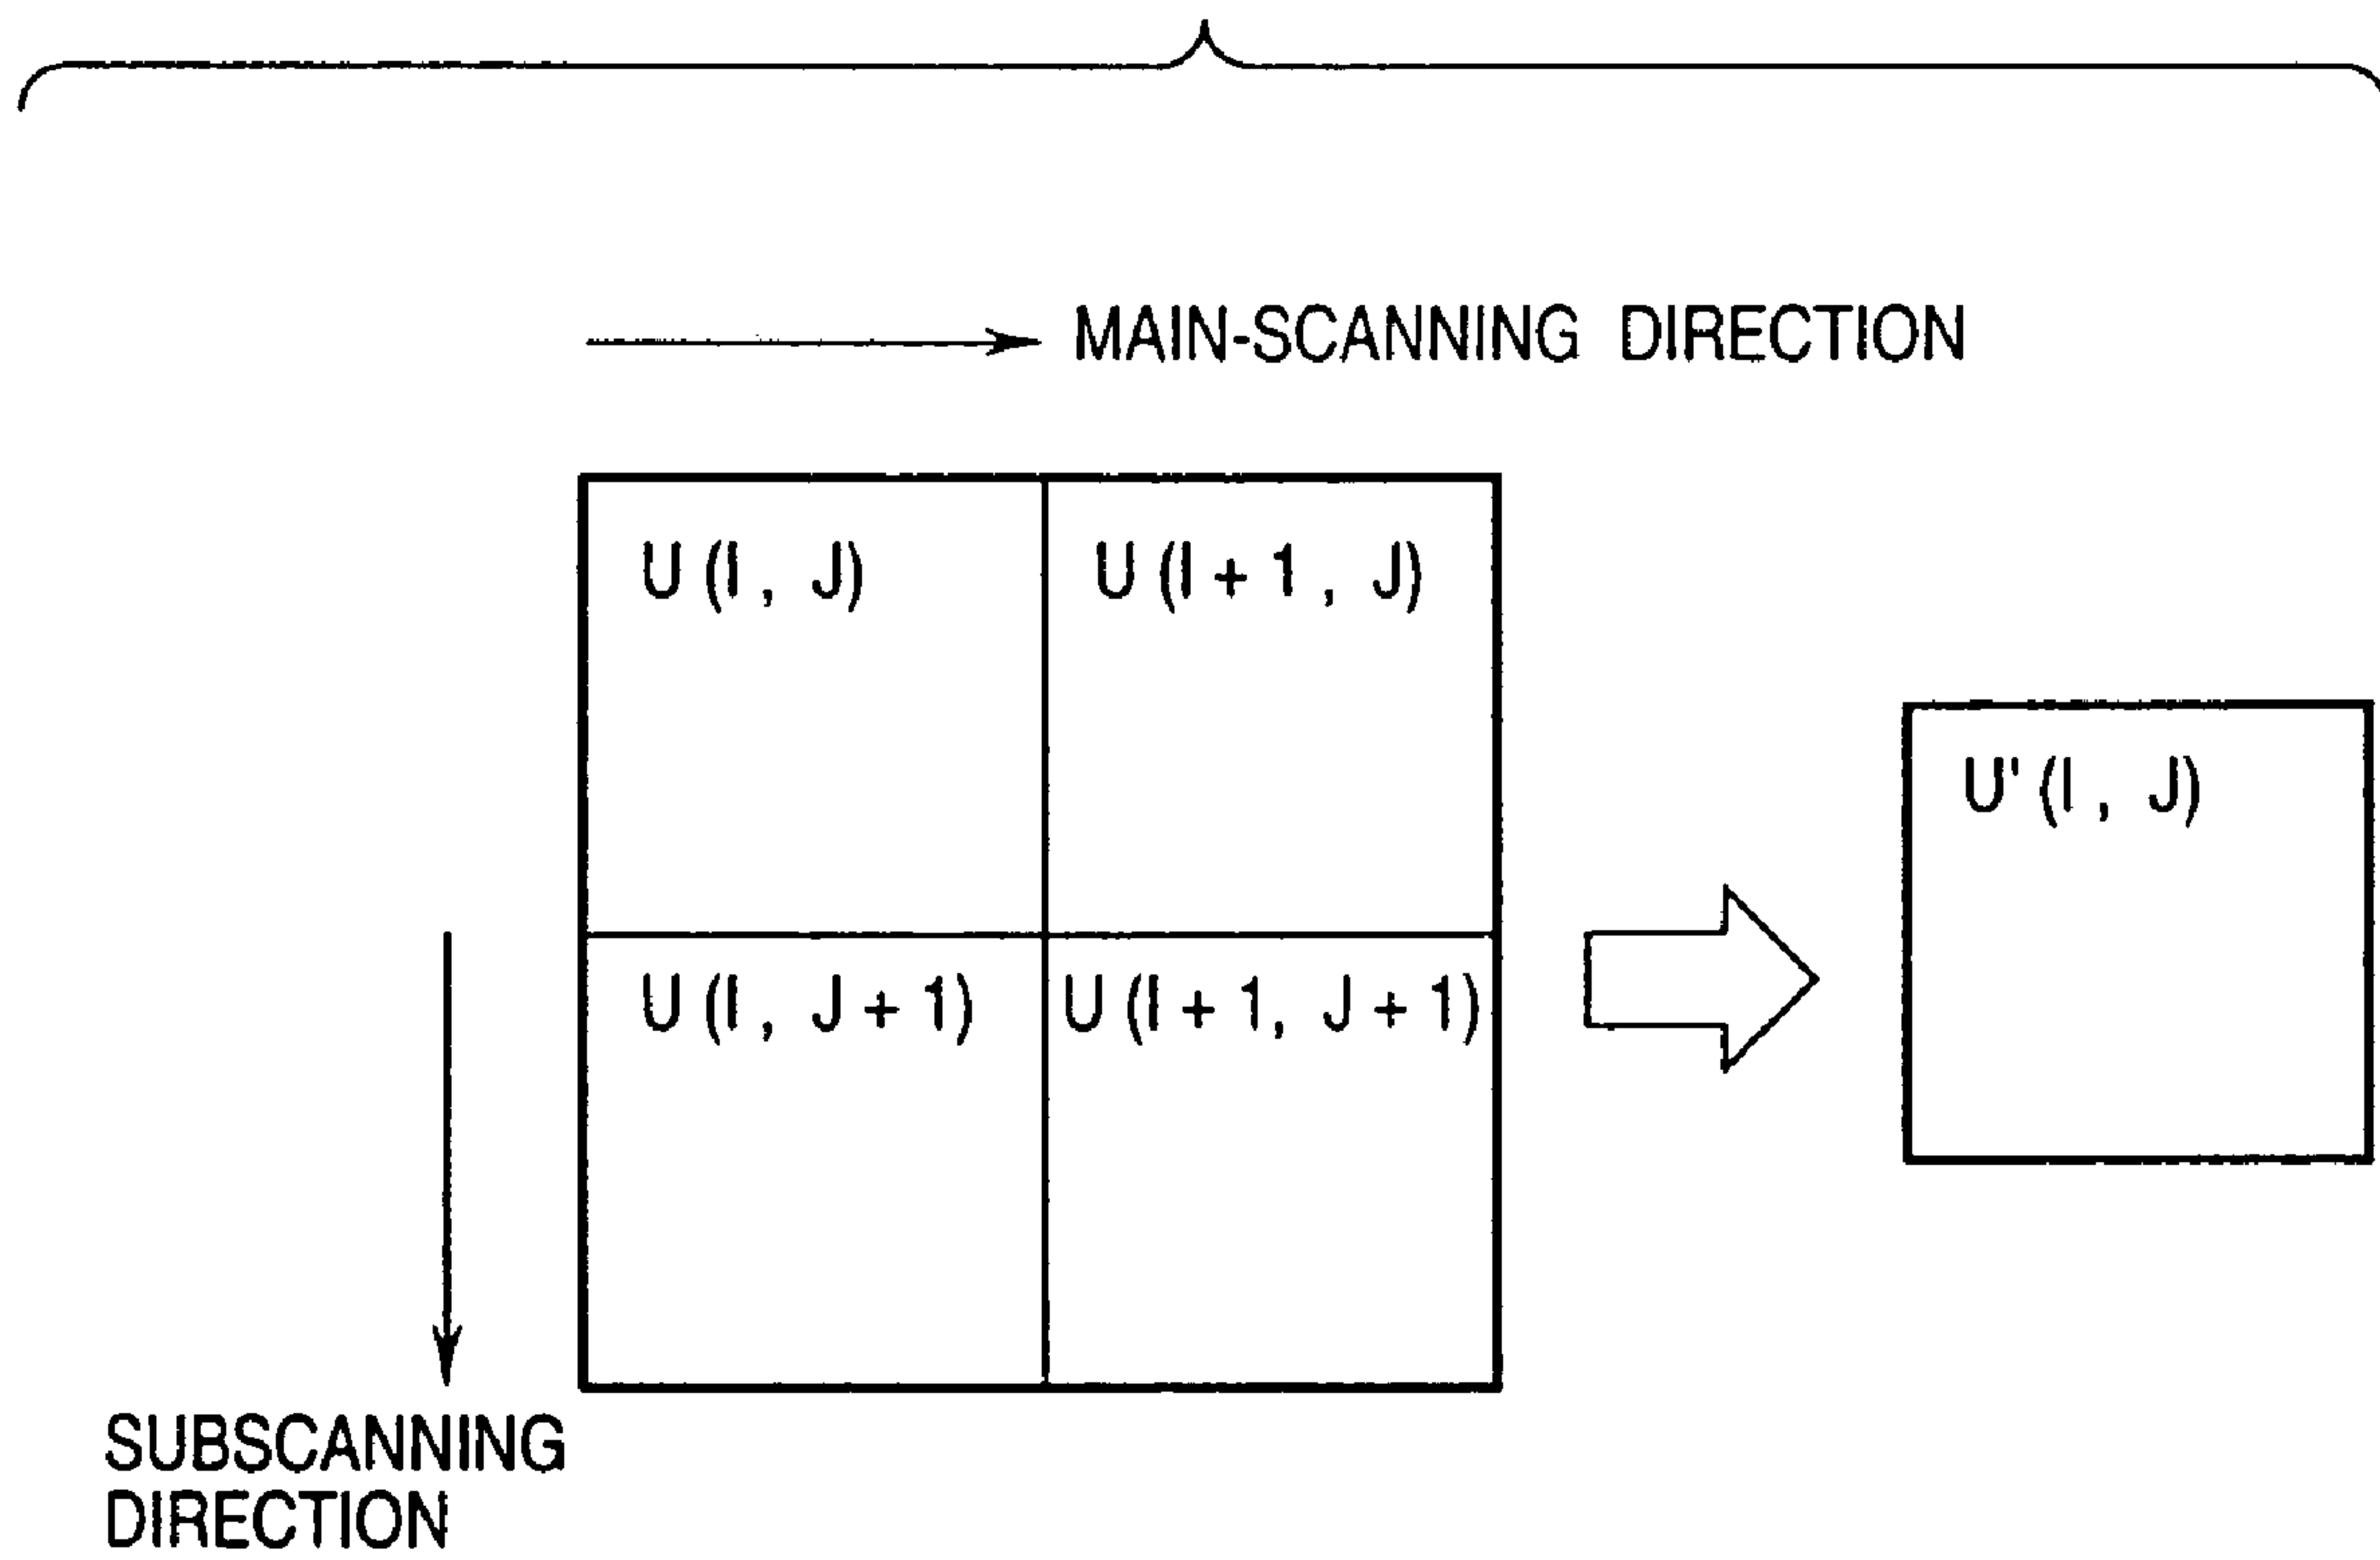 MAIN-SCANNING DIRECTION
U(I, J) U(I+1, J)
U'(I, J)
U(I, J+1) U(I+1, J+1)
SUBSCANNING
DIRECTION